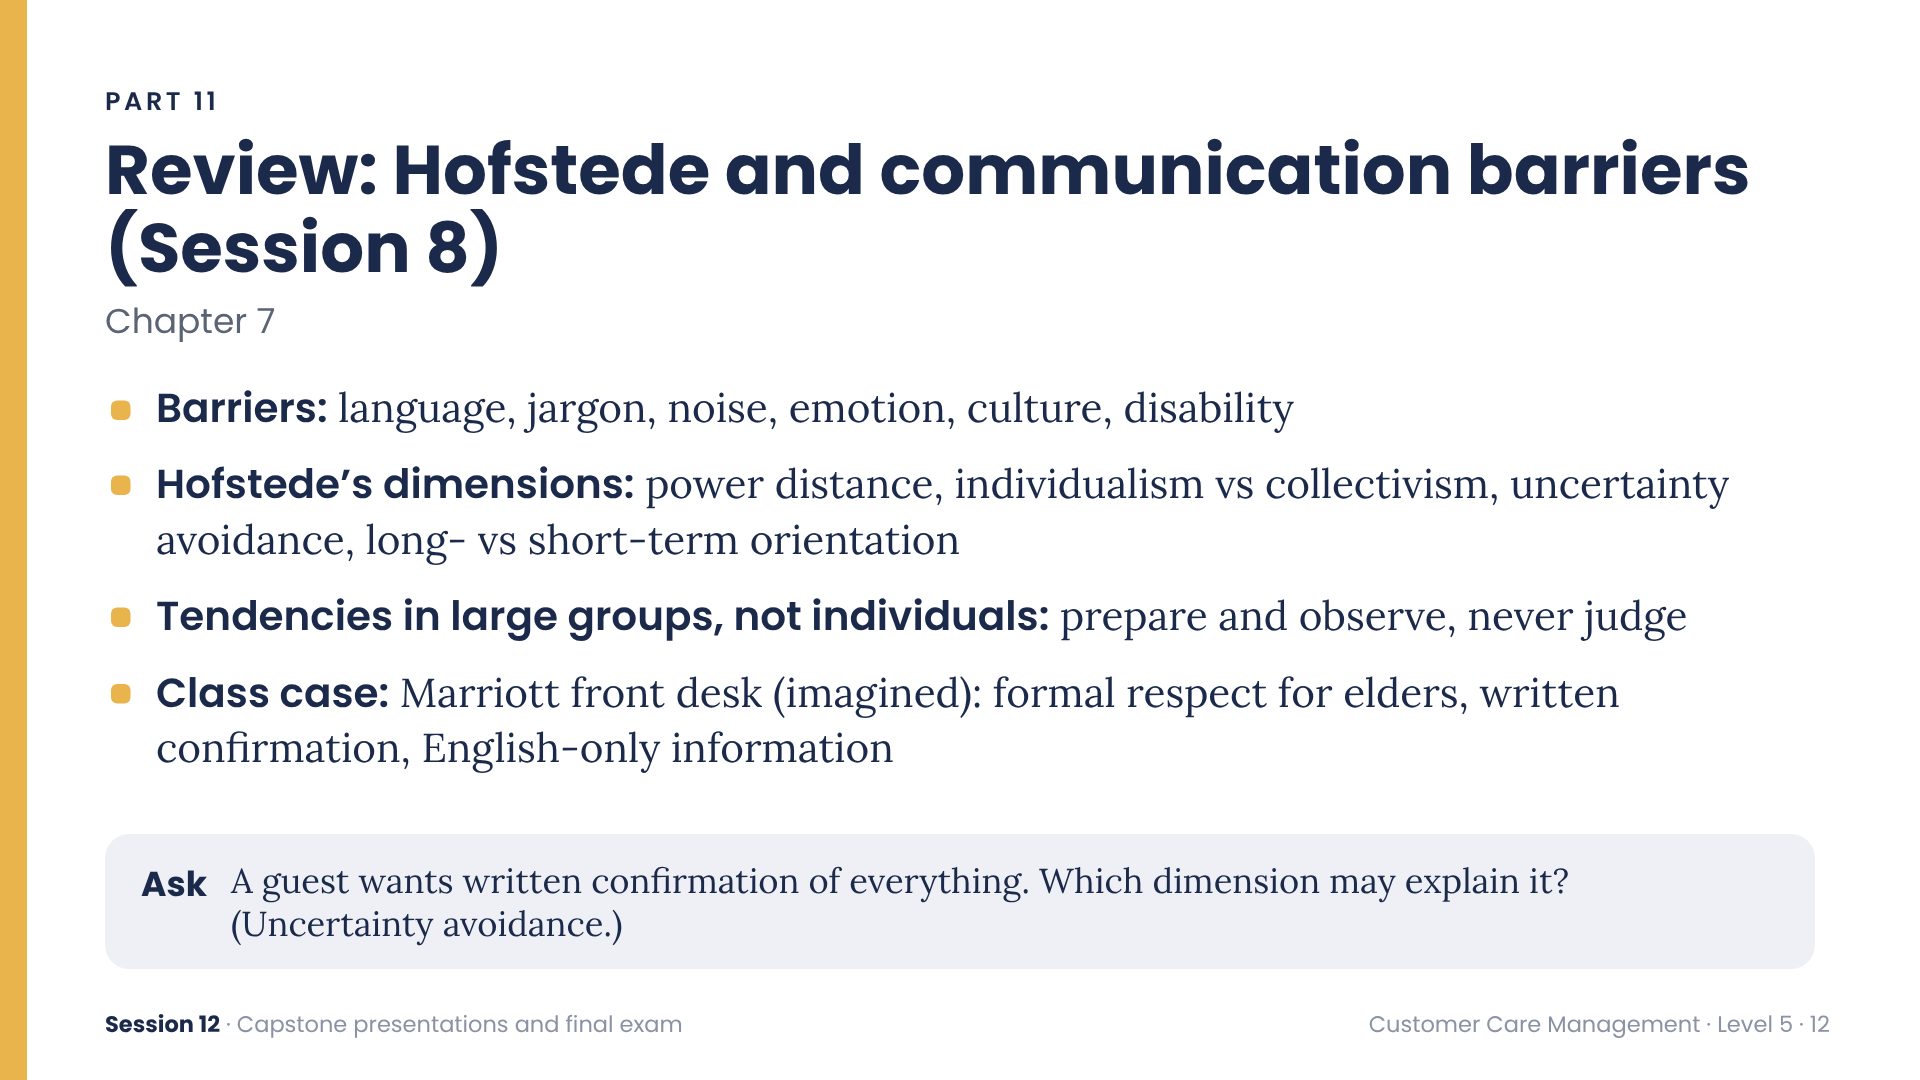 PART 11
Review: Hofstede and communication barriers
(Session 8)
Chapter 7
Barriers: language, jargon, noise, emotion, culture, disability
Hofstede’s dimensions: power distance, individualism vs collectivism, uncertainty
avoidance, long- vs short-term orientation
Tendencies in large groups, not individuals: prepare and observe, never judge
Class case: Marriott front desk (imagined): formal respect for elders, written
confirmation, English-only information
Ask A guest wants written confirmation of everything. Which dimension may explain it?
(Uncertainty avoidance.)
Session 12 · Capstone presentations and final exam
Customer Care Management · Level 5 · 12